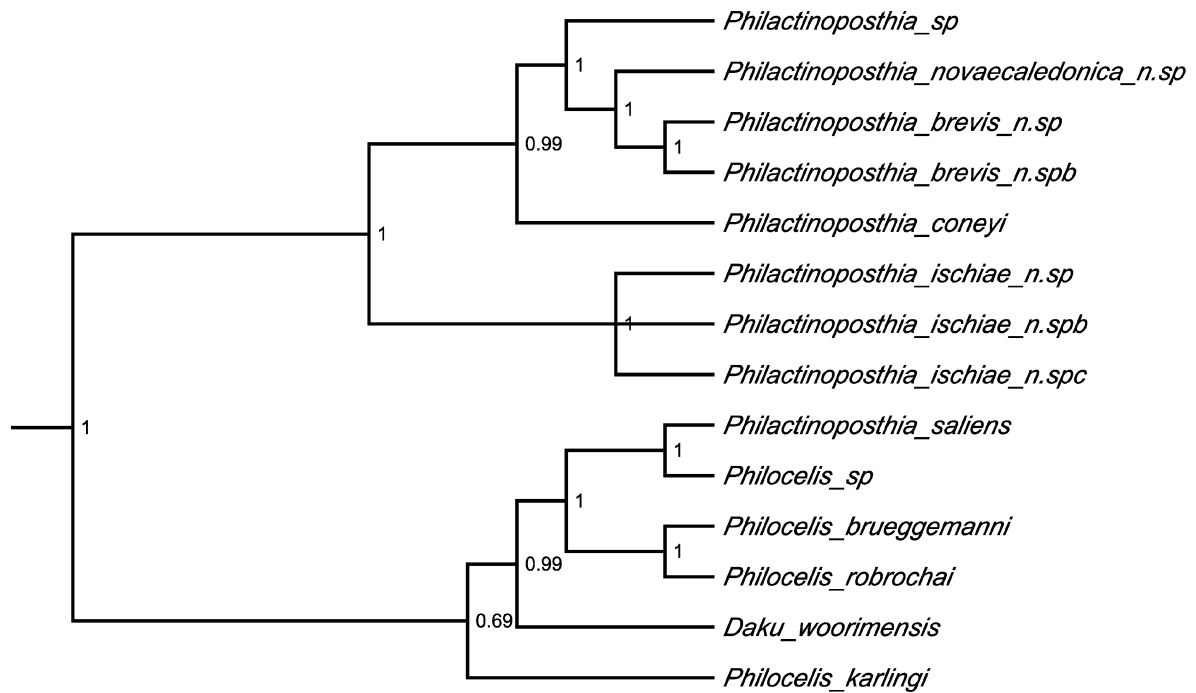 Philactinoposthia_sp
1
Philactinoposthia_novaecaledonica_n.sp
1
Philactinoposthia_brevis_n.sp
0.99
1
Philactinoposthia_brevis_n.spb
Philactinoposthia_coneyi
1
Philactinoposthia_ischiae_n.sp
1
Philactinoposthia_ischiae_n.spb
Philactinoposthia_ischiae_n.spc
1
Philactinoposthia_saliens
1
Philocelis_sp
1
Philocelis_brueggemanni
1
0.99
Philocelis_robrochai
0.69
Daku_woorimensis
Philocelis_karlingi